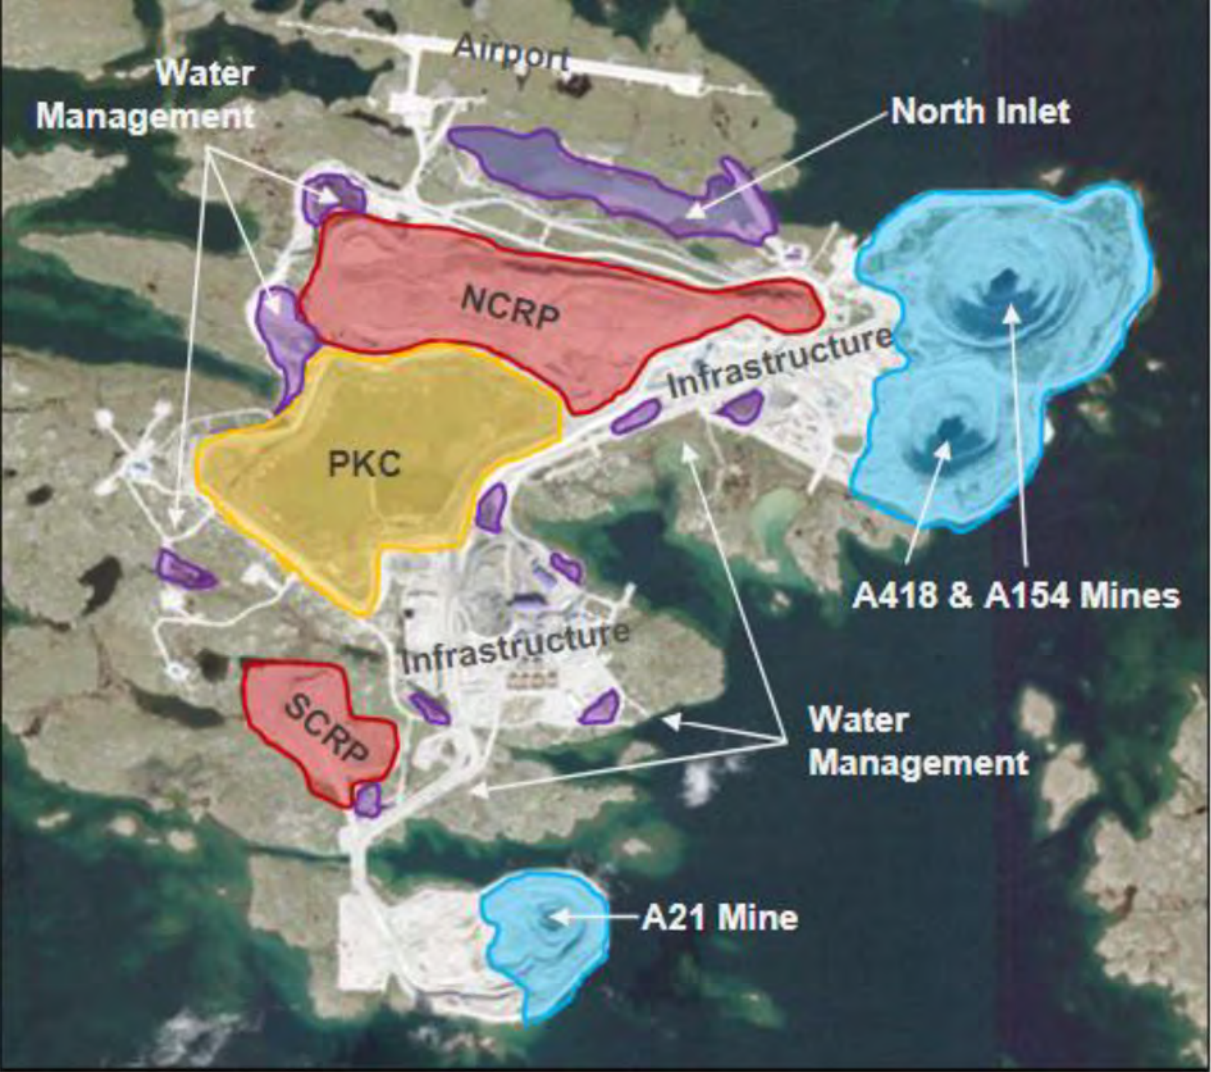 Airport
Water
Management
North Inlet
NCRP
Infrastructure
PKC
A418 & A154 Mines
Infrastructure
SCRP
Water
Management
A21 Mine